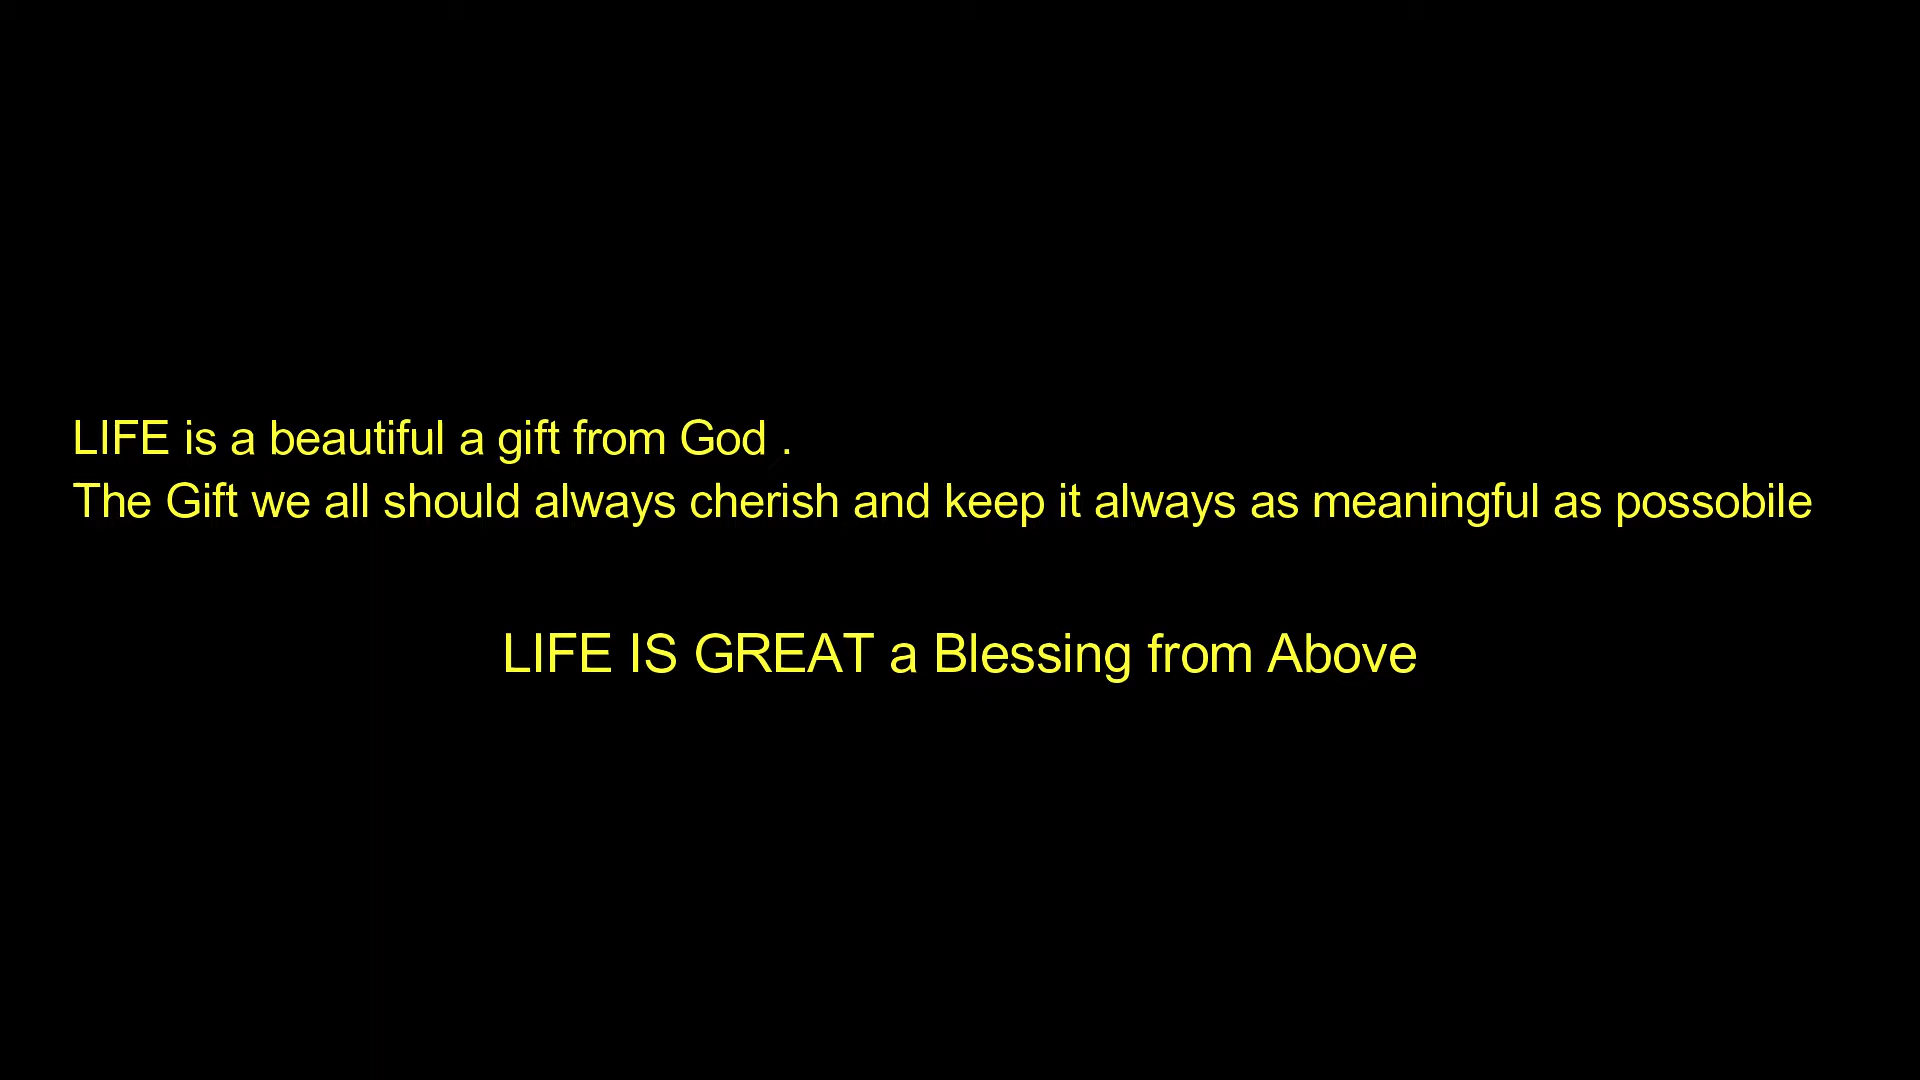 LIFE is a beautiful a gift from God .
The Gift we all should always cherish and keep it always as meaningful as possobile
LIFE IS GREAT a Blessing from Above